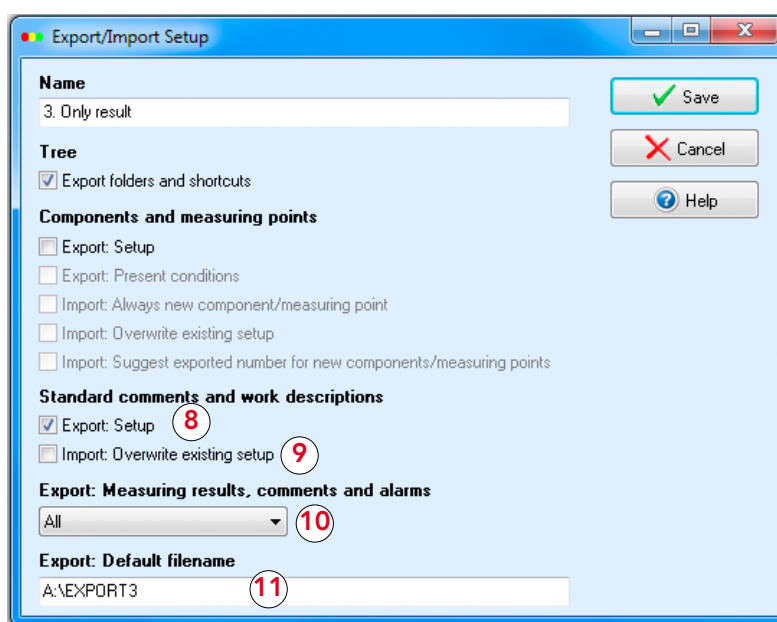 Export/Import Setup
Name
3. Only result
Save
Tree
Cancel
Export folders and shortcuts
Help
Components and measuring points
Export: Setup
Export: Present conditions
Import: Always new component/measuring point
Import: Overwrite existing setup
Import: Suggest exported number for new components/measuring points
Standard comments and work descriptions
Export: Setup 8
Import: Overwrite existing setup 9
Export: Measuring results, comments and alarms
All 10
Export: Default filename
A:\EXPORT3 11